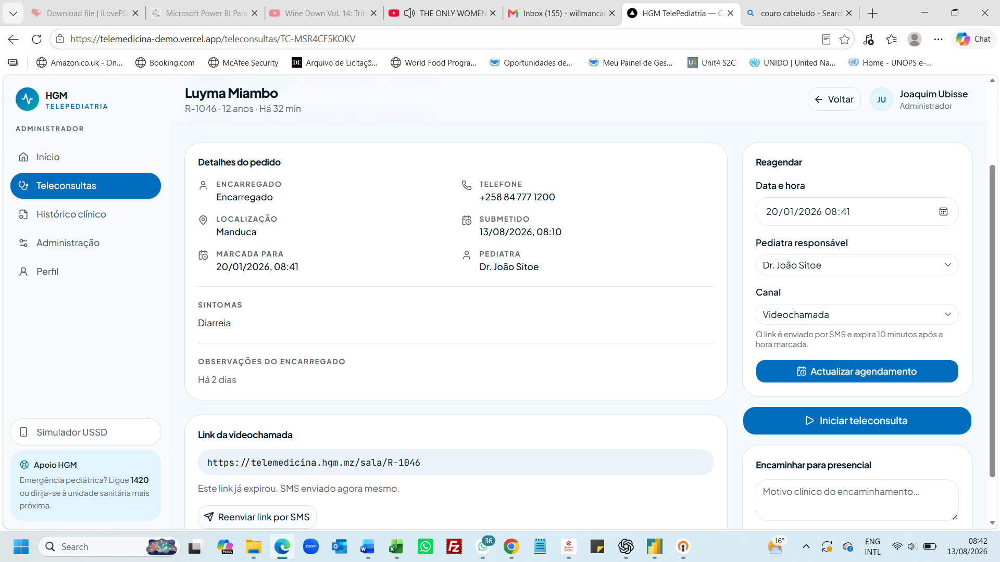 Download file | iLovePD
Microsoft Power BI Para
Wine Down Vol. 14: Trib
THE ONLY WOMEN
Inbox (155) - willmancae
HGM TelePediatria — C
couro cabeludo - Search
https://telemedicina-demo.vercel.app/teleconsultas/TC-MSR4CF5KOKV
Chat
Amazon.co.uk - On...
Booking.com
McAfee Security
DE
Arquivo de Licitaçõ...
World Food Progra...
Oportunidades de...
Meu Painel de Ges...
U4
Unit4 S2C
UNIDO | United Na...
Home - UNOPS e-...
HGM
TELEPEDIATRIA
ADMINISTRADOR
Início
Teleconsultas
Histórico clínico
Administração
Perfil
Simulador USSD
Apoio HGM
Emergência pediátrica? Ligue 1420
ou dirija-se à unidade sanitária mais
próxima.
Luyma Miambo
R-1046 · 12 anos · Há 32 min
Voltar
JU
Joaquim Ubisse
Administrador
Detalhes do pedido
ENCARREGADO
Encarregado
TELEFONE
+258 84 777 1200
LOCALIZAÇÃO
Manduca
SUBMETIDO
13/08/2026, 08:10
MARCADA PARA
20/01/2026, 08:41
PEDIATRA
Dr. João Sitoe
SINTOMAS
Diarreia
OBSERVAÇÕES DO ENCARREGADO
Há 2 dias
Link da videochamada
https://telemedicina.hgm.mz/sala/R-1046
Este link já expirou. SMS enviado agora mesmo.
Reenviar link por SMS
Reagendar
Data e hora
20/01/2026 08:41
Pediatra responsável
Dr. João Sitoe
Canal
Videochamada
O link é enviado por SMS e expira 10 minutos após a
hora marcada.
Actualizar agendamento
Iniciar teleconsulta
Encaminhar para presencial
Motivo clínico do encaminhamento...
Search
M365
zoom
36
16°
ENG
INTL
08:42
13/08/2026